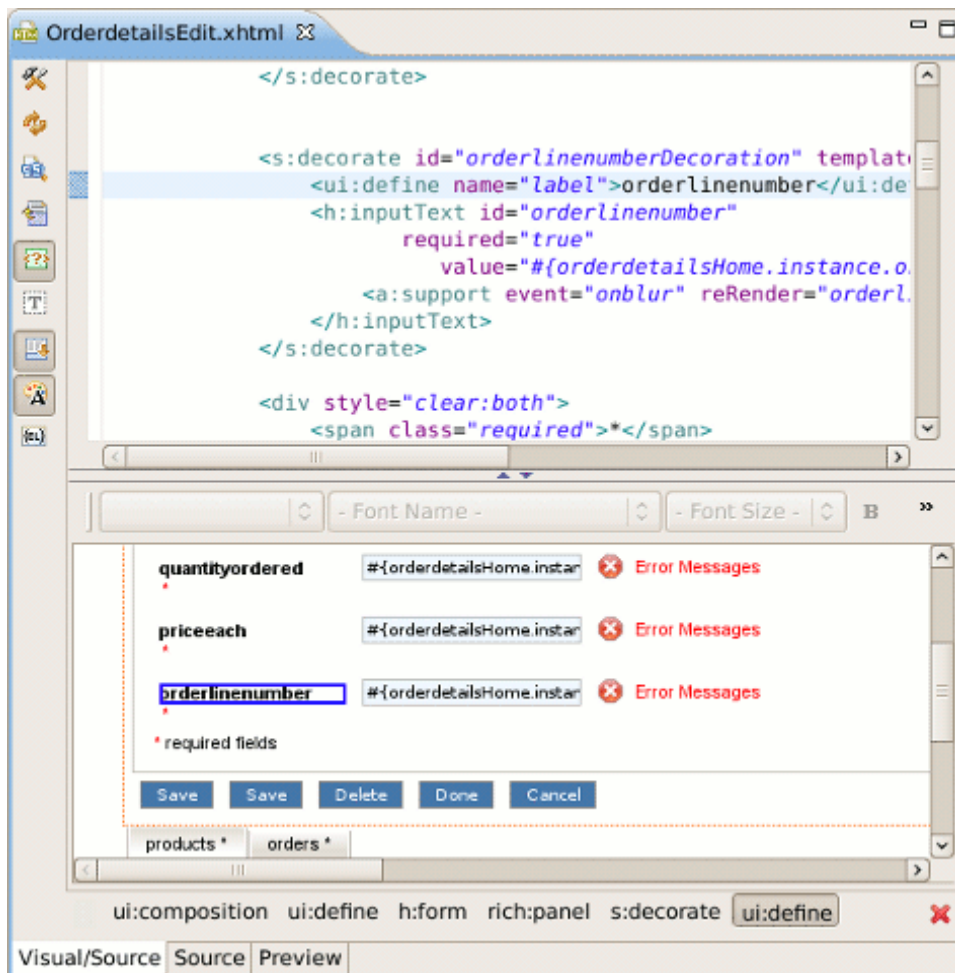 OrderdetailsEdit.xhtml
</s:decorate>
<s:decorate id="orderlinenumberDecoration" templat
<ui:define name="label">orderlinenumber</ui:de
<h:inputText id="orderlinenumber"
required="true"
value="#{orderdetailsHome.instance.o
<a:support event="onblur" reRender="orderl
</h:inputText>
</s:decorate>
<div style="clear:both">
<span class="required">*</span>
- Font Name - - Font Size - B »
quantityordered #{orderdetailsHome.instar Error Messages
*
priceeach #{orderdetailsHome.instar Error Messages
*
orderlinenumber #{orderdetailsHome.instar Error Messages
*
* required fields
Save Save Delete Done Cancel
products * orders *
ui:composition ui:define h:form rich:panel s:decorate ui:define
Visual/Source Source Preview